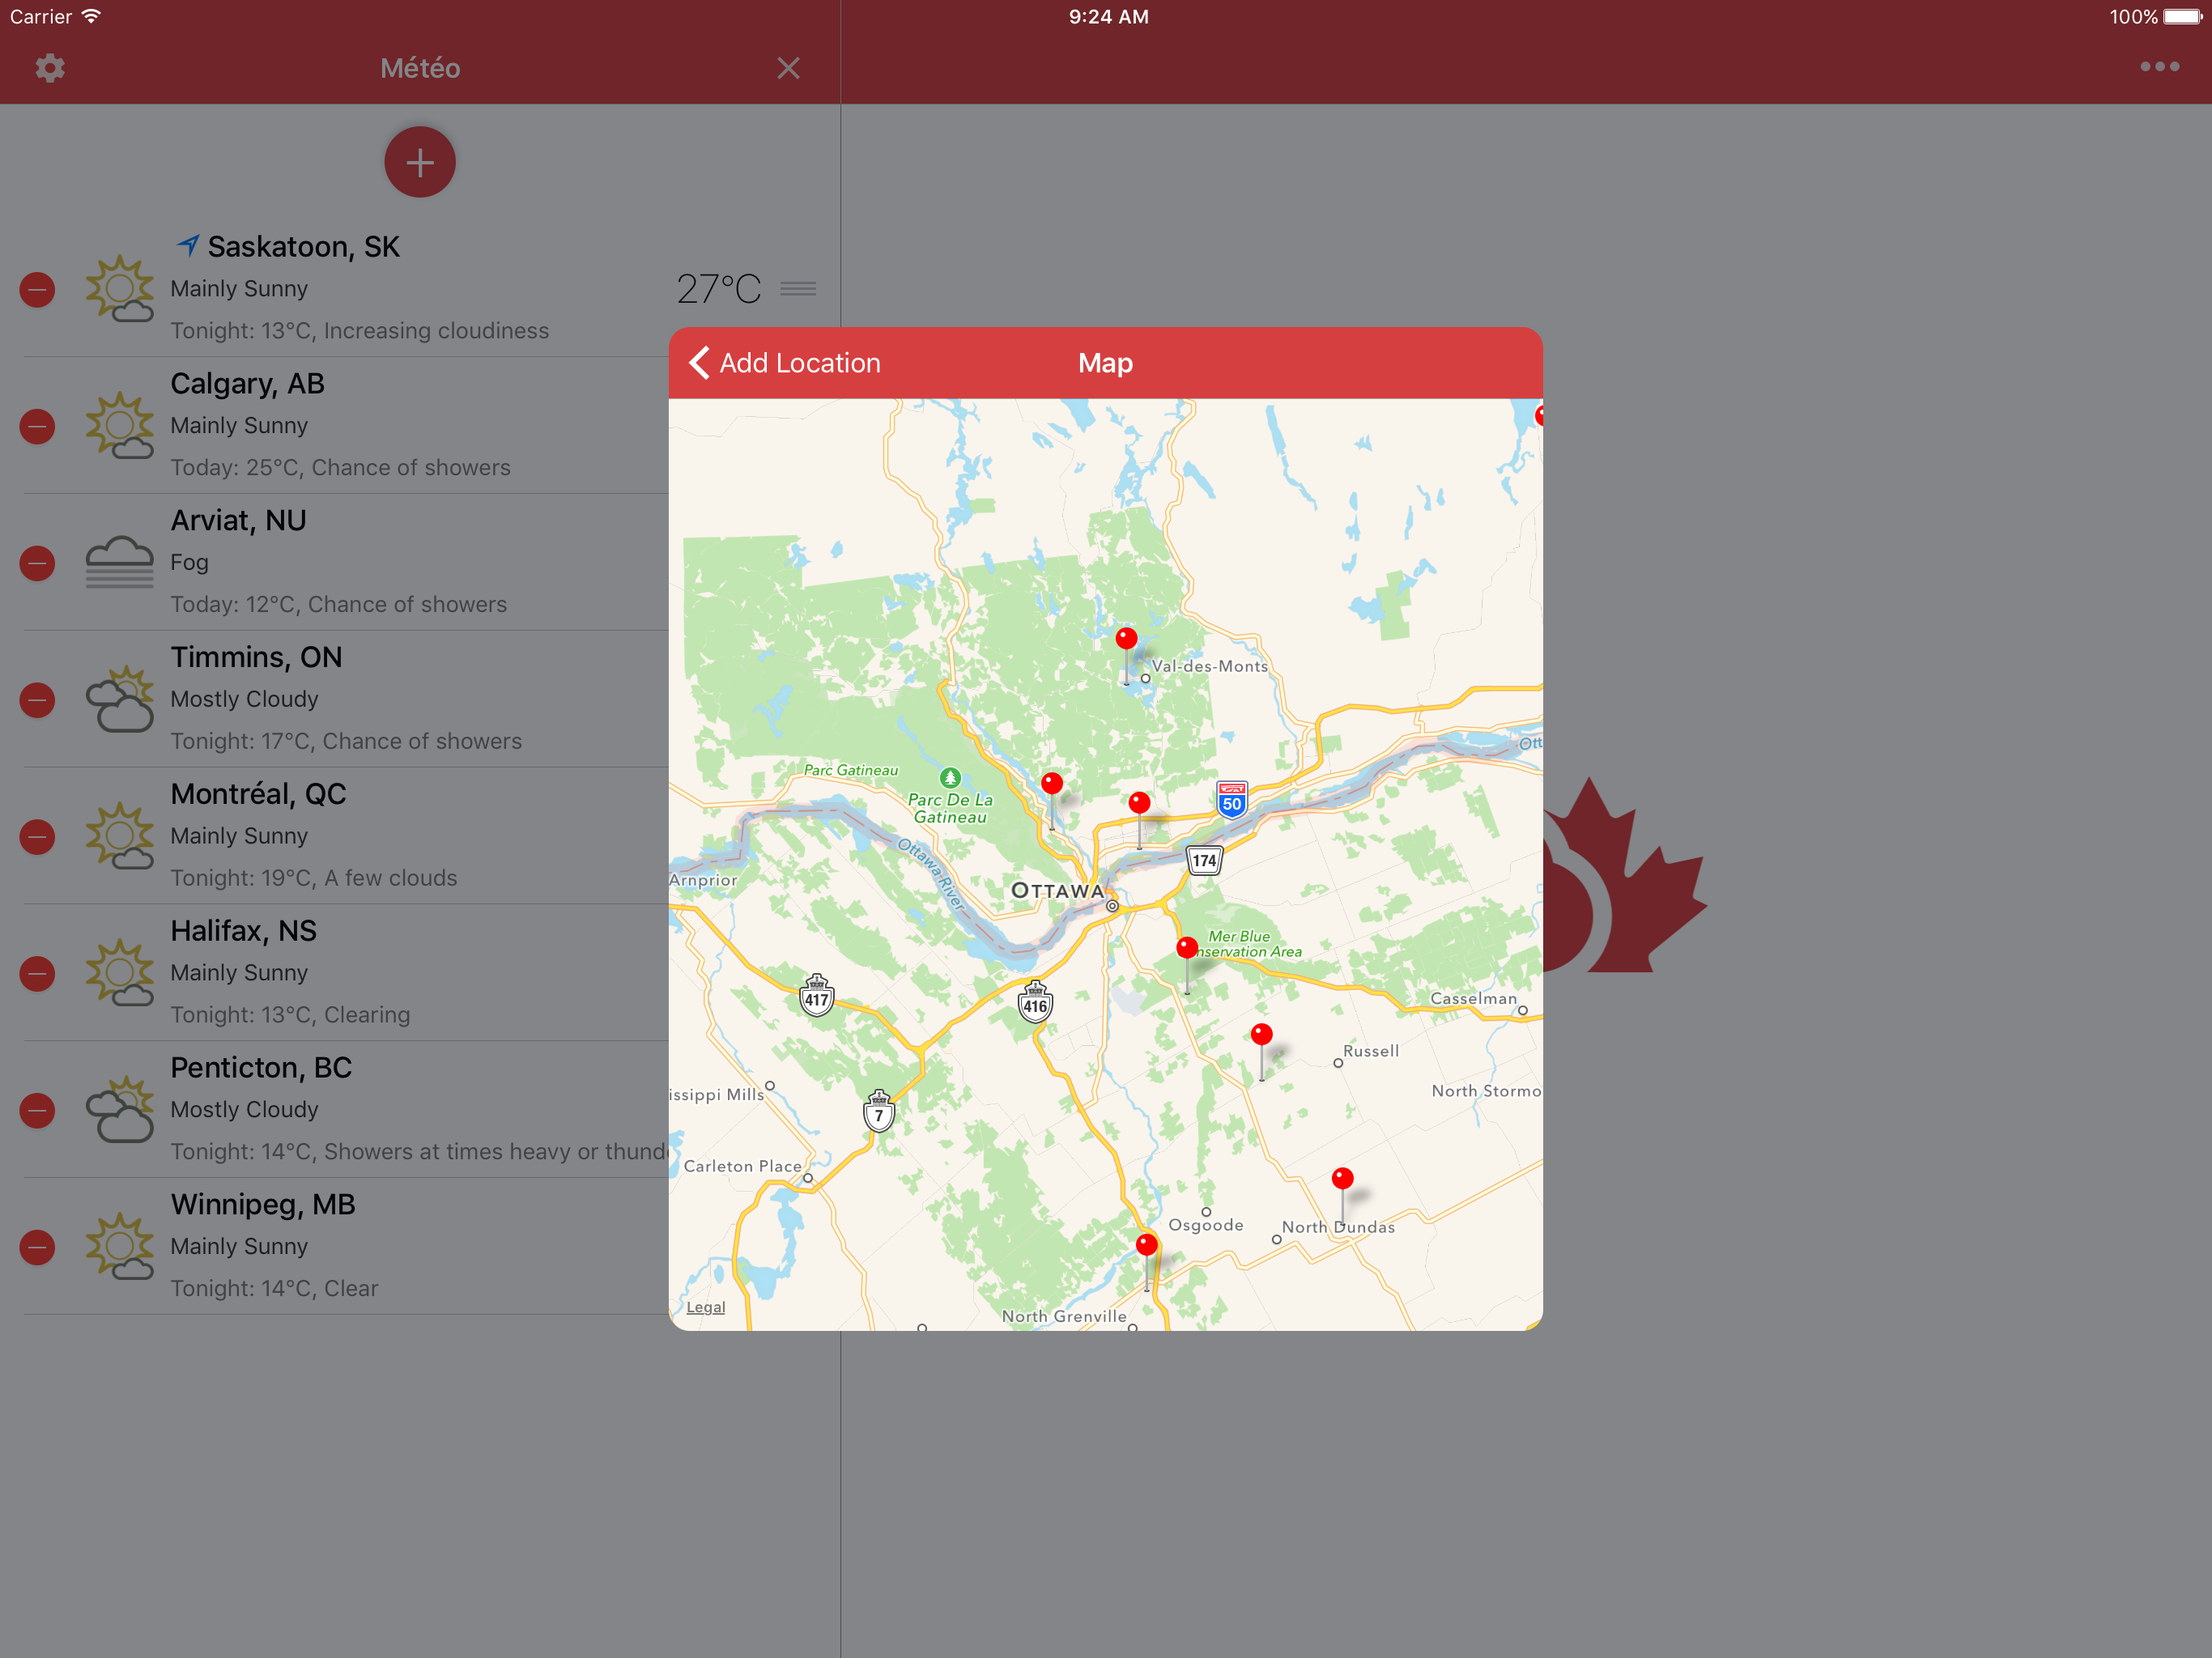 Carrier
9:24 AM
100%
Météo
Saskatoon, SK
Mainly Sunny
27°C
Tonight: 13°C, Increasing cloudiness
Calgary, AB
Mainly Sunny
Today: 25°C, Chance of showers
Arviat, NU
Fog
Today: 12°C, Chance of showers
Timmins, ON
Mostly Cloudy
Tonight: 17°C, Chance of showers
Montréal, QC
Mainly Sunny
Tonight: 19°C, A few clouds
Halifax, NS
Mainly Sunny
Tonight: 13°C, Clearing
Penticton, BC
Mostly Cloudy
Tonight: 14°C, Showers at times heavy or thund
Winnipeg, MB
Mainly Sunny
Tonight: 14°C, Clear
Add Location
Map
Val-des-Monts
Ott
Parc Gatineau
Parc De La
Gatineau
50
Ottawa River
174
Arnprior
OTTAWA
Mer Blue
nservation Area
417
416
Casselman
Russell
issippi Mills
North Stormo
7
Carleton Place
Osgoode
North Dundas
Legal
North Grenville